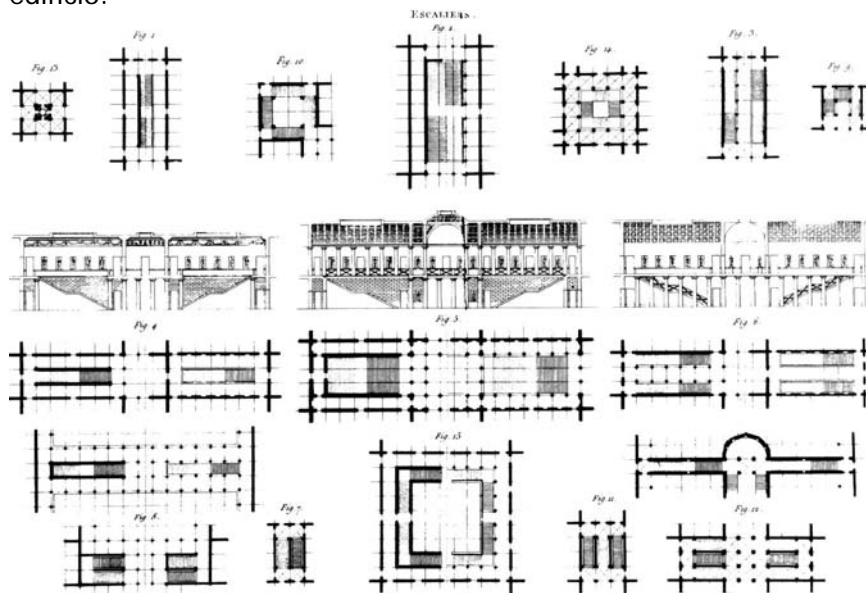 edificio.
ESCALIERS.
Fig. 15.
Fig. 1
Fig. 10.
Fig. 2.
Fig. 14.
Fig. 3.
Fig. 9.
Fig. 4
Fig. 5.
Fig. 6.
Fig. 8.
Fig. 7.
Fig. 13
Fig. 11.
Fig. 12.